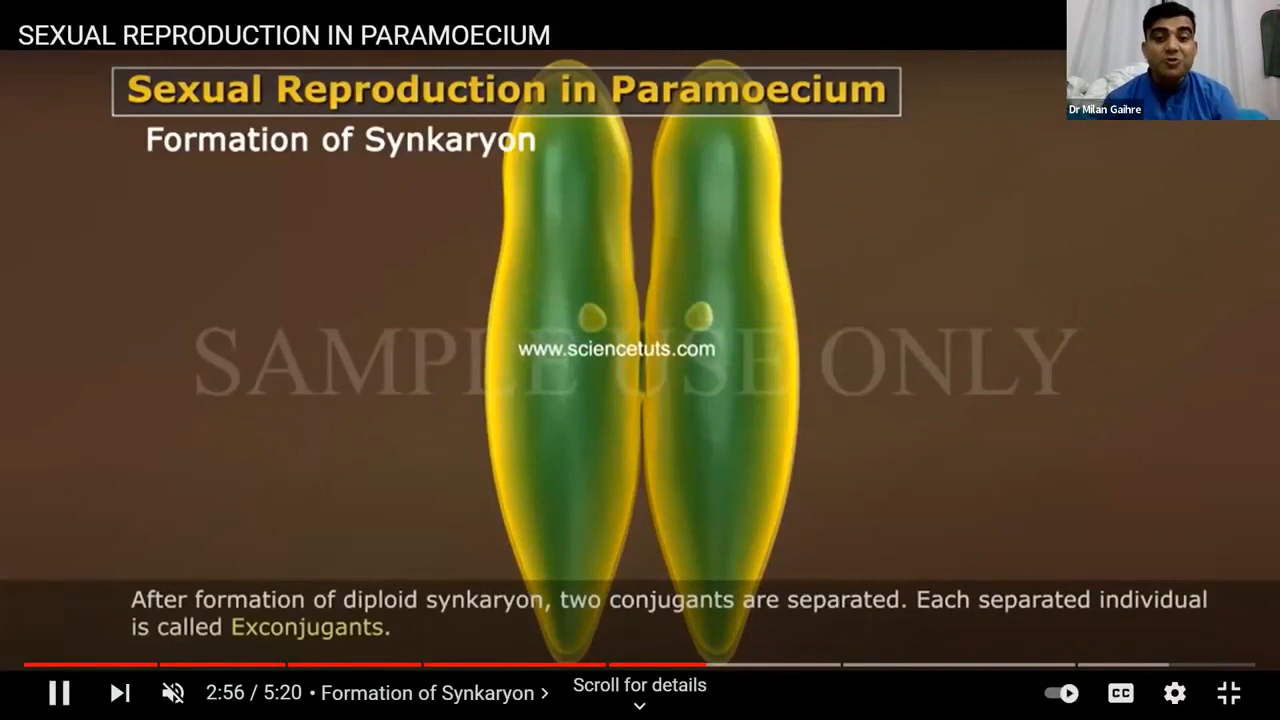 SEXUAL REPRODUCTION IN PARAMOECIUM
Dr Milan Gaihre
Sexual Reproduction in Paramoecium
Formation of Synkaryon
www.sciencetuts.com
SAMPLE USE ONLY
After formation of diploid synkaryon, two conjugants are separated. Each separated individual
is called Exconjugants.
2:56 / 5:20 • Formation of Synkaryon >
Scroll for details
CC